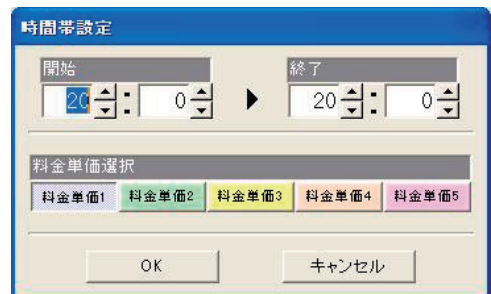 時間帯設定
開始 終了
20 : 0 ▶ 20 : 0
料金単価選択
料金単価1 料金単価2 料金単価3 料金単価4 料金単価5
OK キャンセル